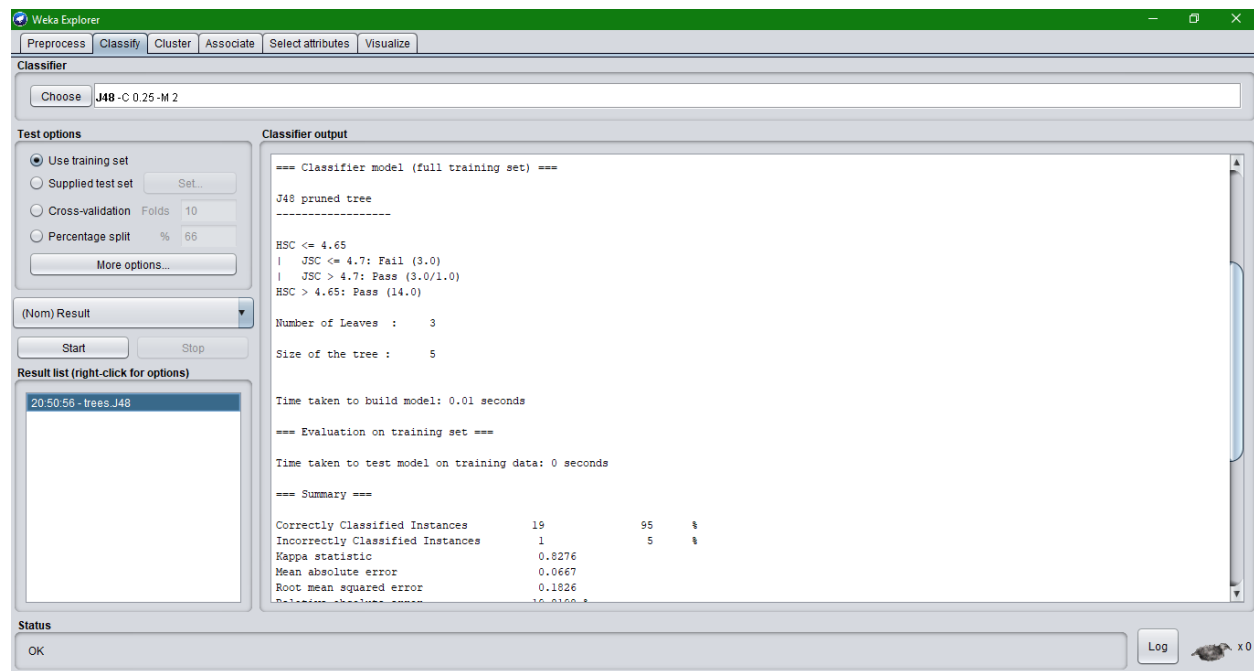 Weka Explorer
Preprocess Classify Cluster Associate Select attributes Visualize
Classifier
Choose J48 -C 0.25 -M 2
Test options
Use training set
Supplied test set Set...
Cross-validation Folds 10
Percentage split % 66
More options...
(Nom) Result
Start Stop
Result list (right-click for options)
20:50:56 - trees.J48
Classifier output
=== Classifier model (full training set) ===
J48 pruned tree
------------------
HSC <= 4.65
|   JSC <= 4.7: Fail (3.0)
|   JSC > 4.7: Pass (3.0/1.0)
HSC > 4.65: Pass (14.0)
Number of Leaves  :     3
Size of the tree :      5
Time taken to build model: 0.01 seconds
=== Evaluation on training set ===
Time taken to test model on training data: 0 seconds
=== Summary ===
Correctly Classified Instances          19               95      %
Incorrectly Classified Instances         1                5      %
Kappa statistic                          0.8276
Mean absolute error                      0.0667
Root mean squared error                  0.1826
Status
OK
Log
x 0